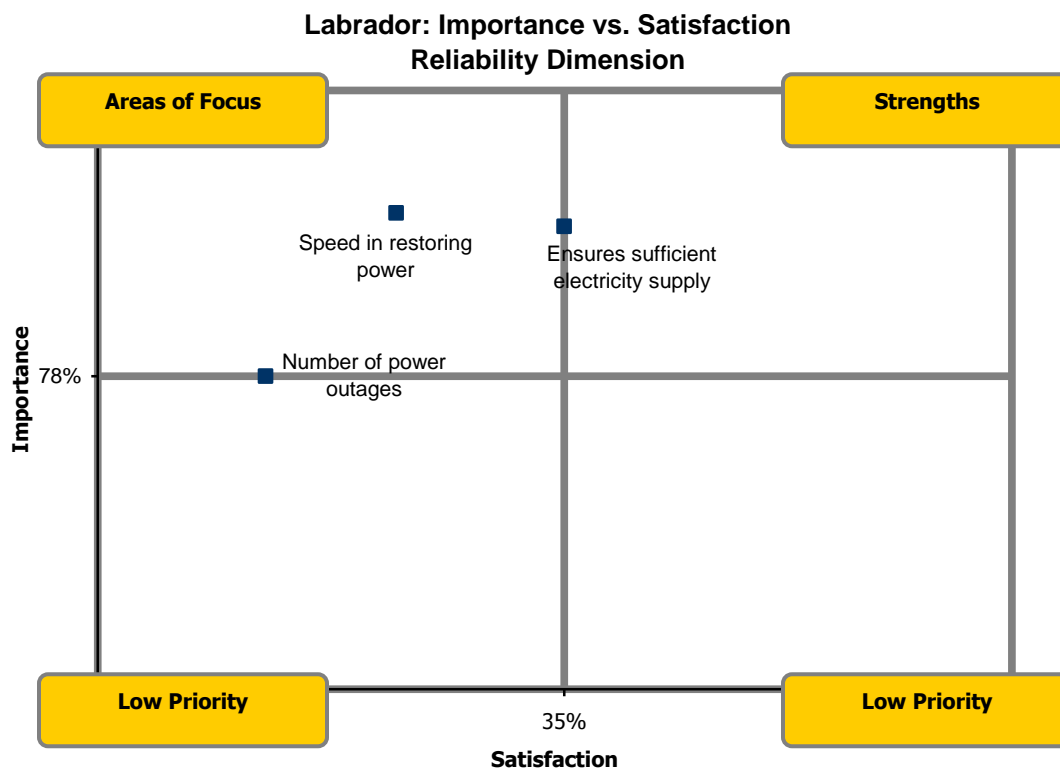 Labrador: Importance vs. Satisfaction
Reliability Dimension
Areas of Focus
Strengths
Speed in restoring
power
Ensures sufficient
electricity supply
Number of power
outages
78%
Importance
Low Priority
Low Priority
35%
Satisfaction